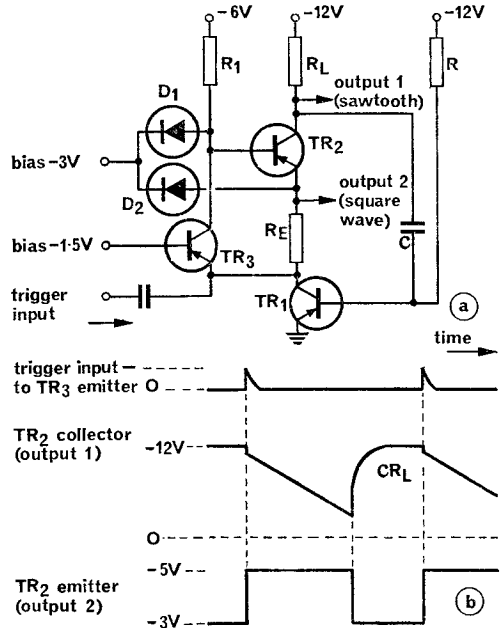 -6V -12V -12V
R1 RL R
D1
output 1
(sawtooth)
TR2
bias-3V
output 2
(square
wave)
D2
RE
C
bias-1·5V
TR3
trigger
input
TR1
a
time
trigger input
to TR3 emitter O
TR2 collector
(output 1)
-12V
CRL
O
-5V
TR2 emitter
(output 2)
b
-3V